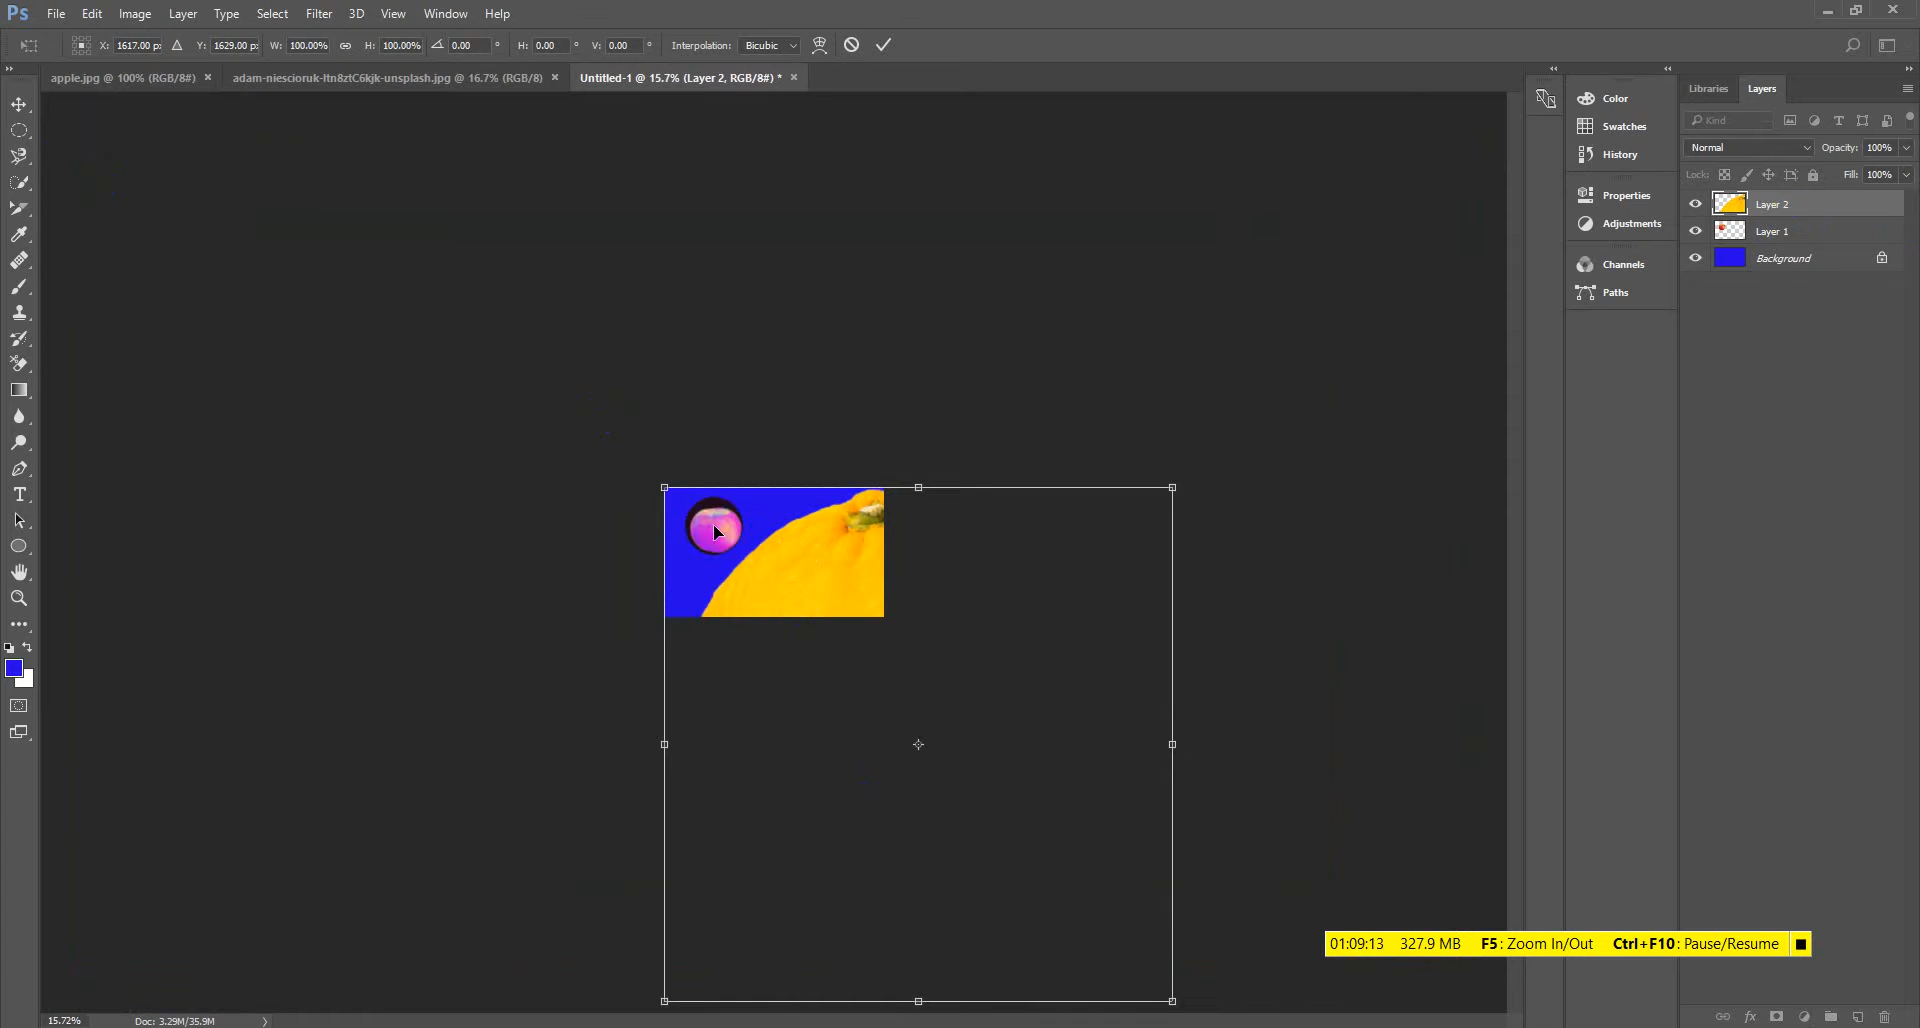 Ps File Edit Image Layer Type Select Filter 3D View Window Help
X: 1617.00 p: Y: 1629.00 p: W: 100.00% H: 100.00% 0.00 ° H: 0.00 ° V: 0.00 ° Interpolation: Bicubic
apple.jpg @ 100% (RGB/8#) × adam-niescioruk-ltn8ztC6kjk-unsplash.jpg @ 16.7% (RGB/8) × Untitled-1 @ 15.7% (Layer 2, RGB/8#) * ×
Color
Swatches
History
Properties
Adjustments
Channels
Paths
Libraries Layers
Kind
Normal Opacity: 100%
Lock: Fill: 100%
Layer 2
Layer 1
Background
01:09:13 327.9 MB F5: Zoom In/Out Ctrl+F10: Pause/Resume
15.72% Doc: 3.29M/35.9M